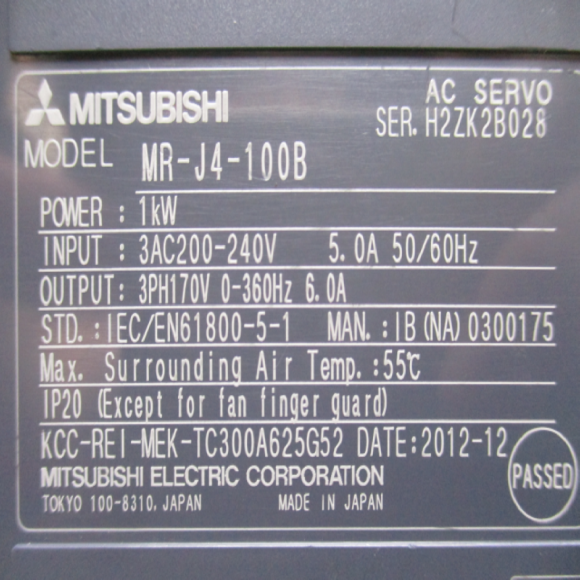 MITSUBISHI
AC SERVO
SER. H2ZK2B028
MODEL MR-J4-100B
POWER : 1kW
INPUT : 3AC200-240V 5.0A 50/60Hz
OUTPUT: 3PH170V 0-360Hz 6.0A
STD. : IEC/EN61800-5-1 MAN. : IB (NA) 0300175
Max. Surrounding Air Temp. :55℃
IP20 (Except for fan finger guard)
KCC-REI-MEK-TC300A625G52 DATE:2012-12
MITSUBISHI ELECTRIC CORPORATION
TOKYO 100-8310, JAPAN MADE IN JAPAN
PASSED